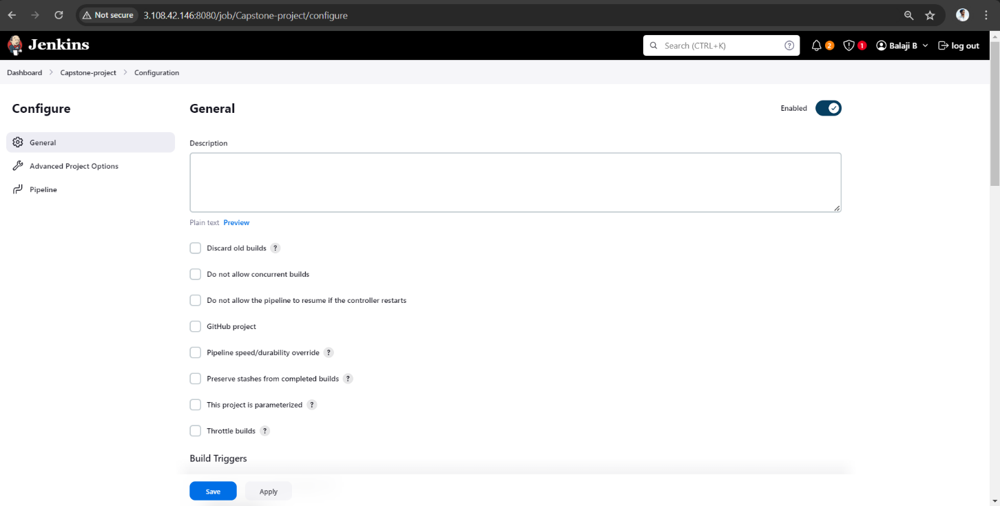 Not secure 3.108.42.146:8080/job/Capstone-project/configure
Jenkins Search (CTRL+K) ? 2 1 Balaji B log out
Dashboard Capstone-project Configuration
Configure
General
Advanced Project Options
Pipeline
General Enabled
Description
Plain text Preview
Discard old builds ?
Do not allow concurrent builds
Do not allow the pipeline to resume if the controller restarts
GitHub project
Pipeline speed/durability override ?
Preserve stashes from completed builds ?
This project is parameterized ?
Throttle builds ?
Build Triggers
Save Apply